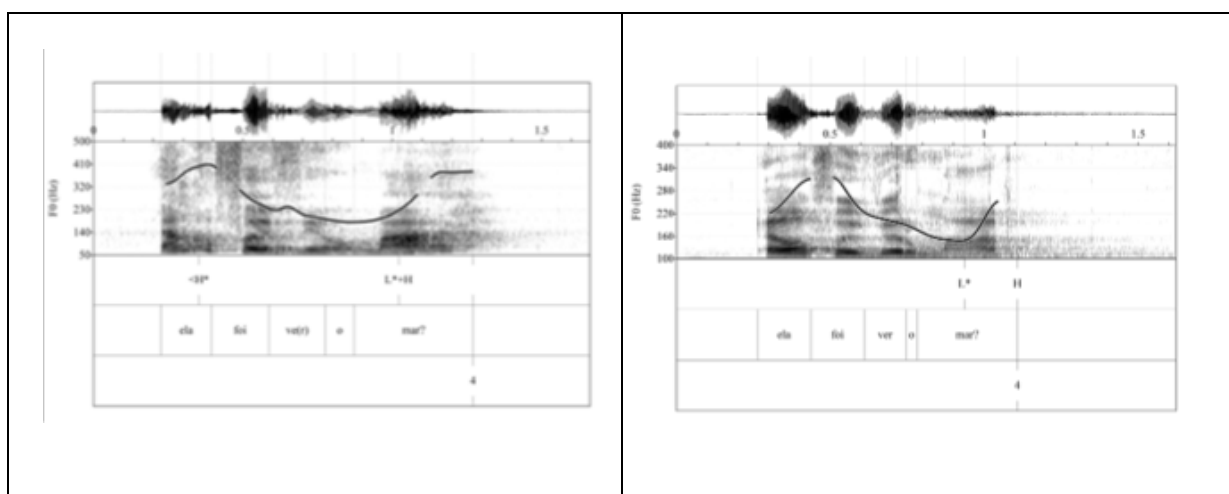 0 0.5 1 1.5
500
410
320
230
140
50
F0 (Hz)
<H* L*+H
ela foi ve(r) o mar?
4
0 0.5 1 1.5
400
340
280
220
160
100
F0 (Hz)
L* H
ela foi ver o mar?
4